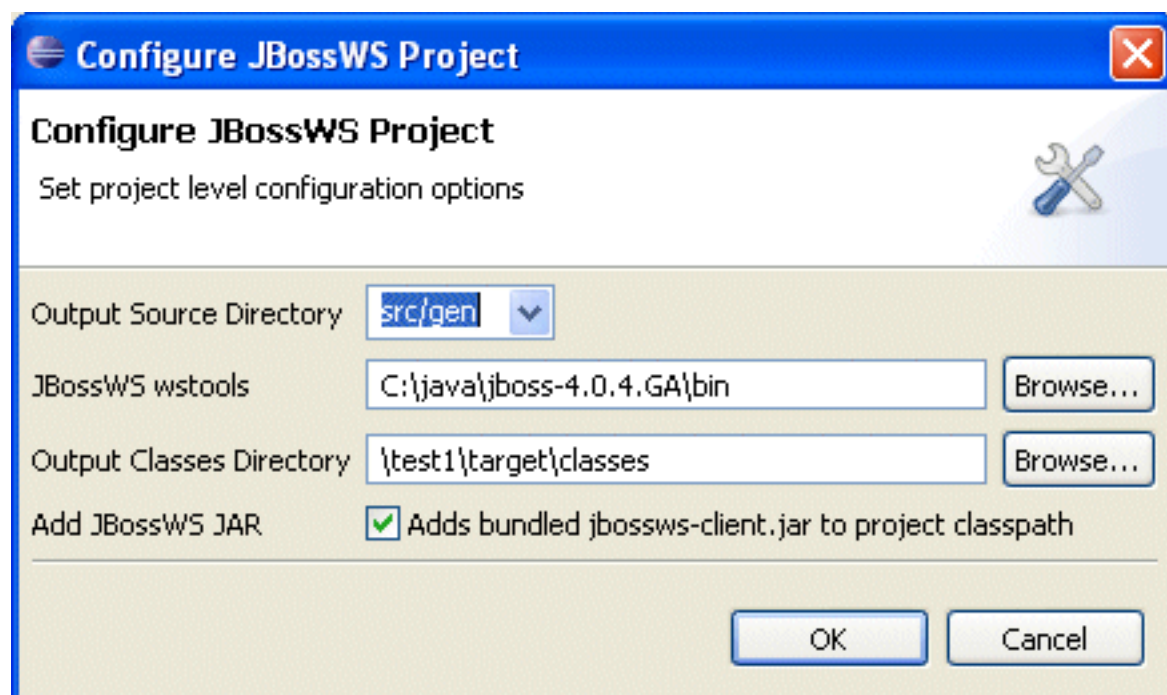 Configure JBossWS Project
Configure JBossWS Project
Set project level configuration options
Output Source Directory src/gen
JBossWS wstools C:\java\jboss-4.0.4.GA\bin Browse...
Output Classes Directory \test1\target\classes Browse...
Add JBossWS JAR Adds bundled jbossws-client.jar to project classpath
OK Cancel